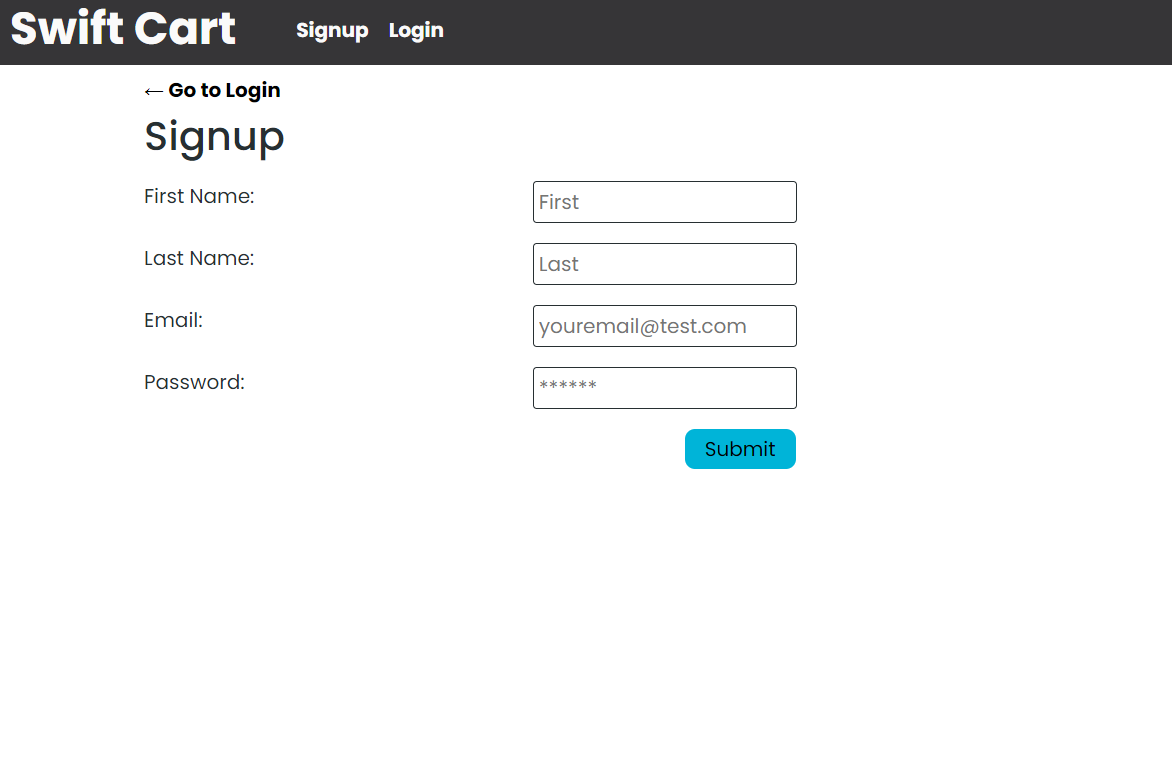 Swift Cart Signup Login
← Go to Login
Signup
First Name: First
Last Name: Last
Email: youremail@test.com
Password: ******
Submit